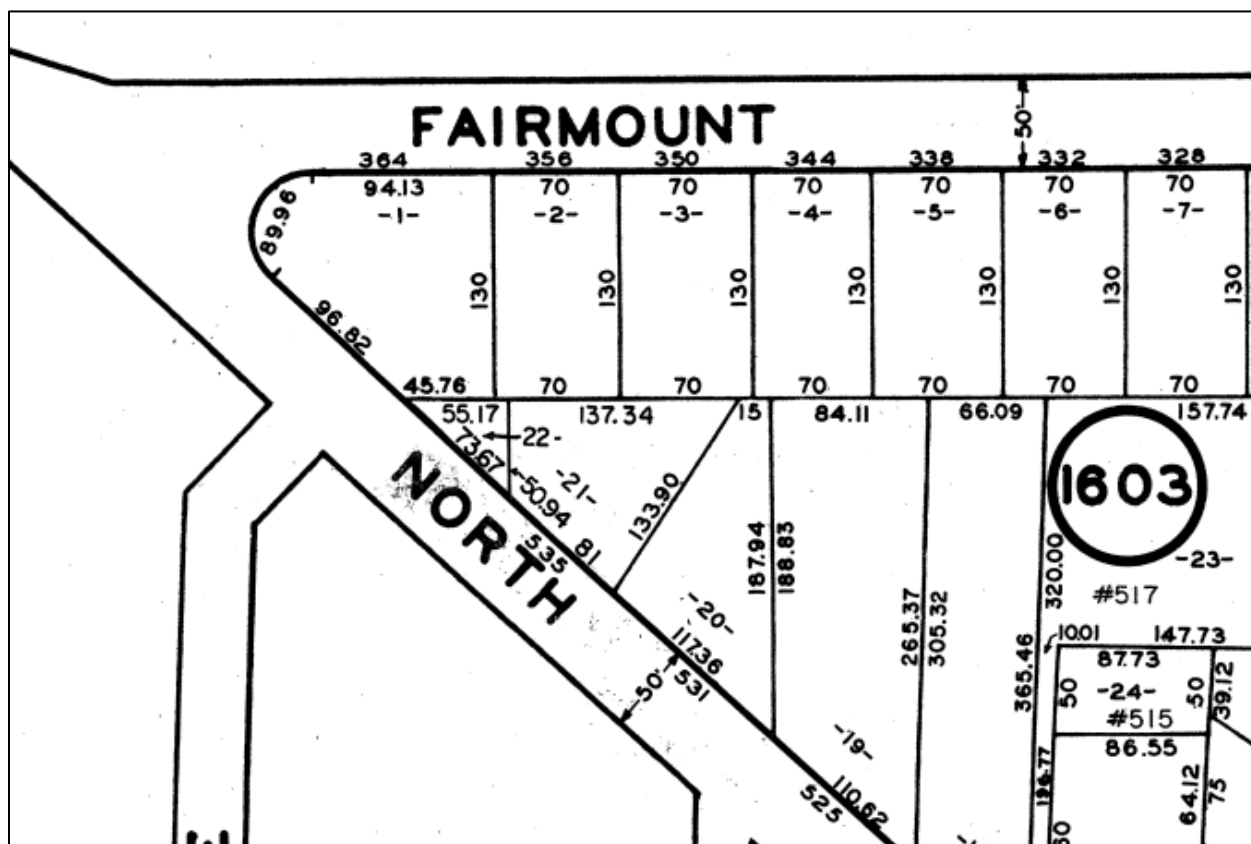 FAIRMOUNT
50'
364 356 350 344 338 332 328
94.13 70 70 70 70 70 70
-1- -2- -3- -4- -5- -6- -7-
89.96
130 130 130 130 130 130 130
96.82
45.76 70 70 70 70 70 70
55.17 137.34 15 84.11 66.09 157.74
73.67 22-
50.94 -21-
133.90
1603
NORTH
535 81
187.94 188.83
-23-
320.00
#517
-20-
117.36
531
50'
265.37 305.32
365.46
10.01 147.73
87.73
50 -24- 50 39.12
#515
86.55
-19-
110.62
525
64.12 75